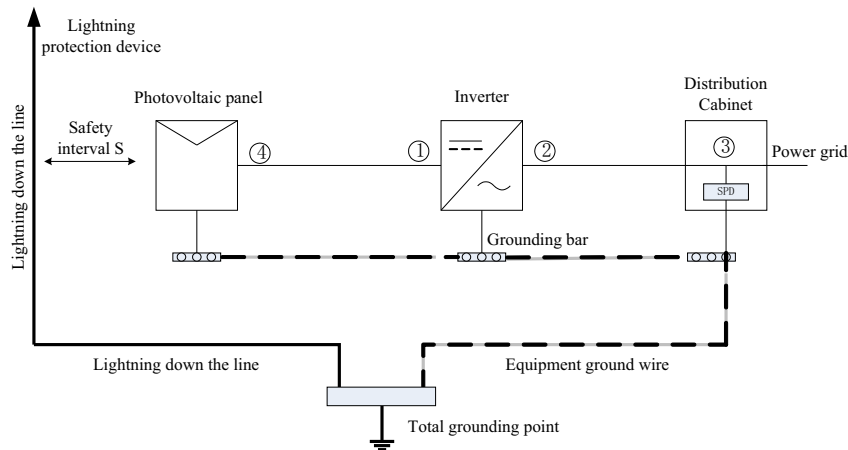 Lightning
protection device
Lightning down the line
Safety
interval S
Photovoltaic panel
Inverter
Distribution
Cabinet
④
①
②
③
Power grid
SPD
Grounding bar
Lightning down the line
Equipment ground wire
Total grounding point